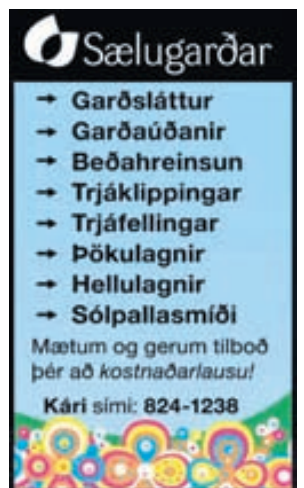 Sælugarðar
→ Garðsláttur
→ Garðaúðanir
→ Beðahreinsun
→ Trjáklippingar
→ Trjáfellingar
→ Þökulagnir
→ Hellulagnir
→ Sólpallasmíði
Mætum og gerum tilboð
þér að kostnaðarlausu!
Kári sími: 824-1238